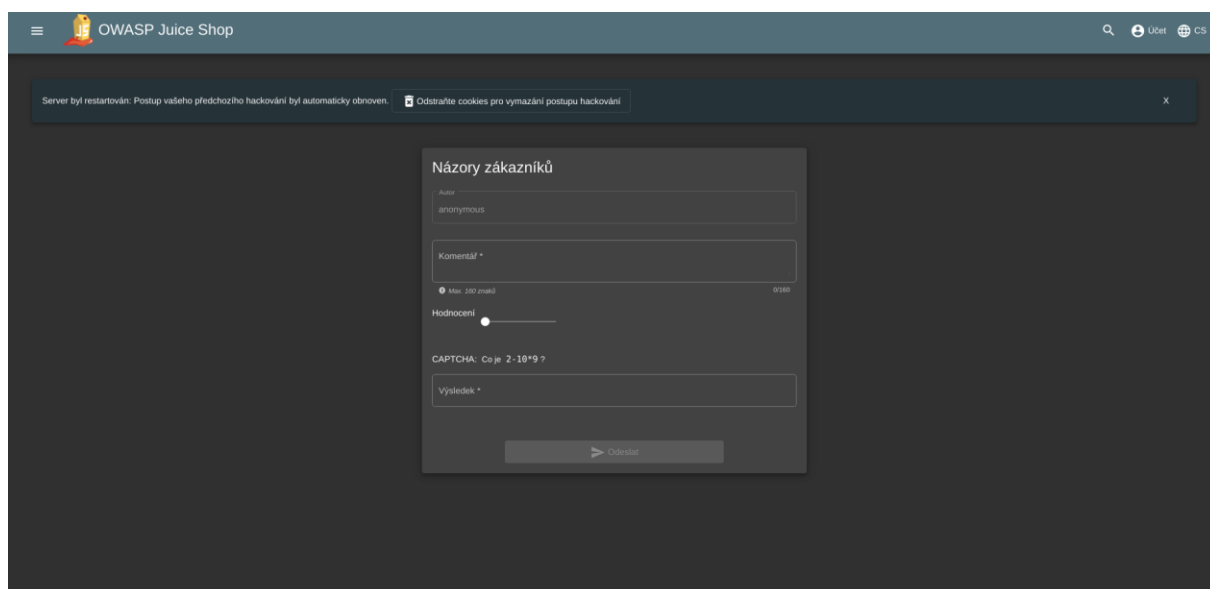 OWASP Juice Shop
Účet
CS
Server byl restartován: Postup vašeho předchozího hackování byl automaticky obnoven.
Odstraňte cookies pro vymazání postupu hackování
X
Názory zákazníků
Autor
anonymous
Komentář *
Max. 160 znaků
0/160
Hodnocení
CAPTCHA: Co je 2-10*9 ?
Výsledek *
Odeslat